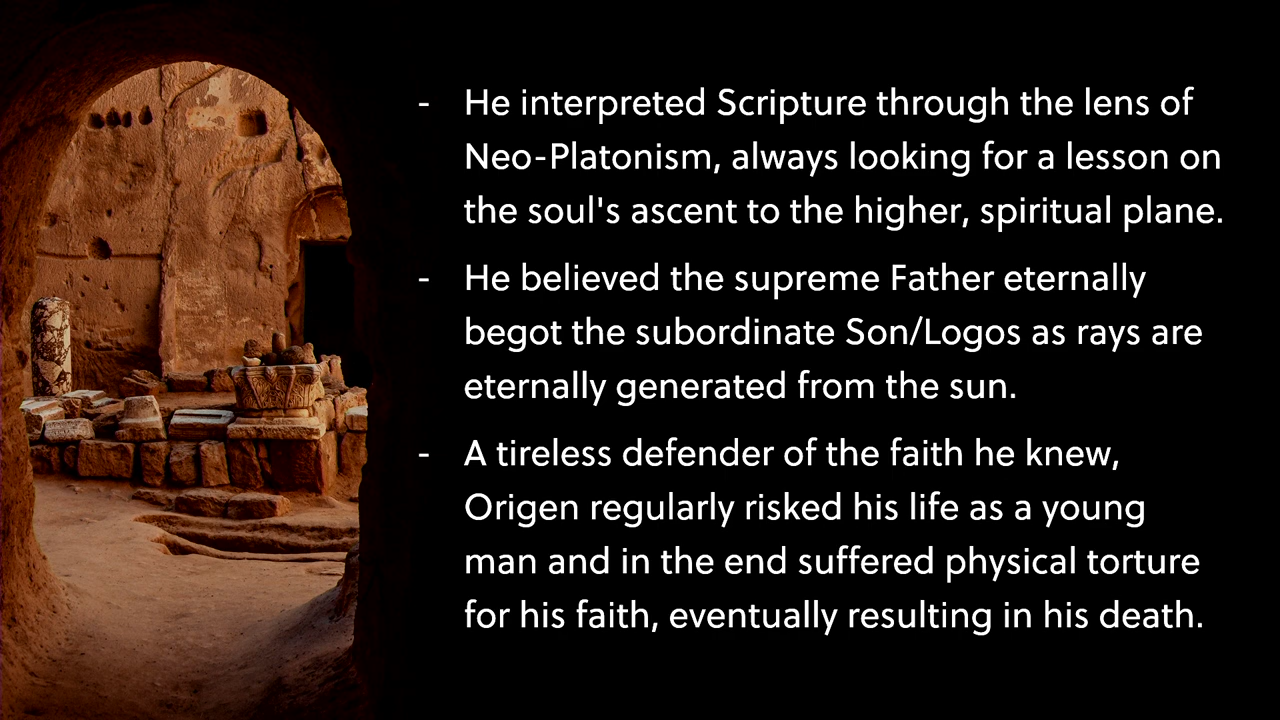 - He interpreted Scripture through the lens of
Neo-Platonism, always looking for a lesson on
the soul's ascent to the higher, spiritual plane.
- He believed the supreme Father eternally
begot the subordinate Son/Logos as rays are
eternally generated from the sun.
- A tireless defender of the faith he knew,
Origen regularly risked his life as a young
man and in the end suffered physical torture
for his faith, eventually resulting in his death.